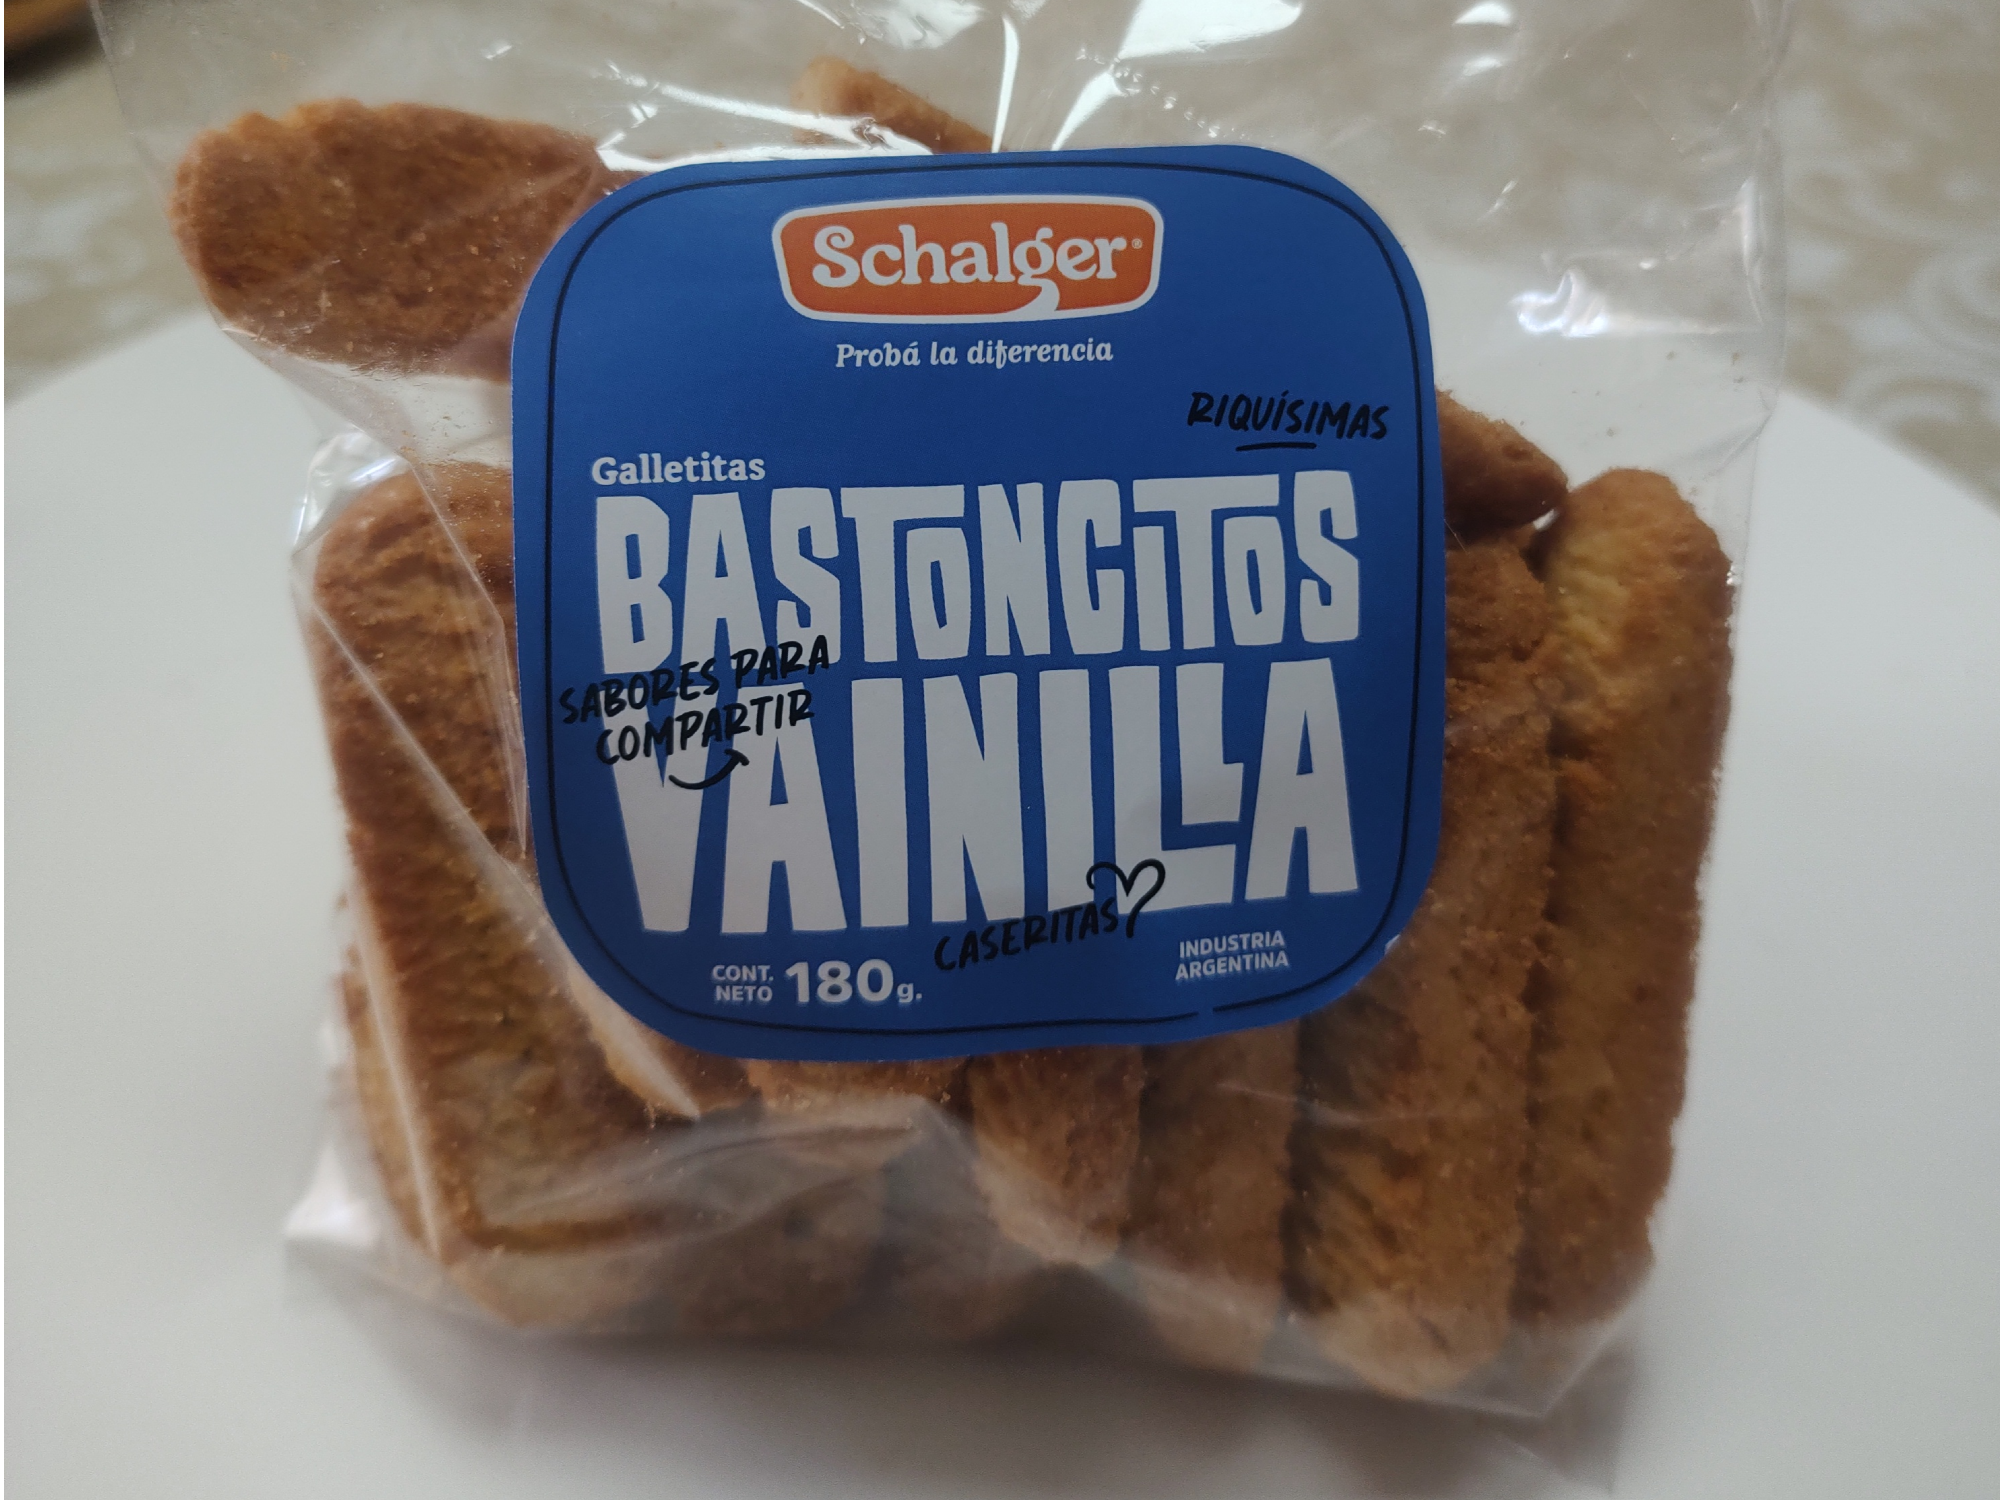 Schalger®
Probá la diferencia
RIQUÍSIMAS
Galletitas
BASTONCITOS
SABORES PARA
COMPARTIR
VAINILLA
CASERITAS
CONT.
NETO 180g.
INDUSTRIA
ARGENTINA